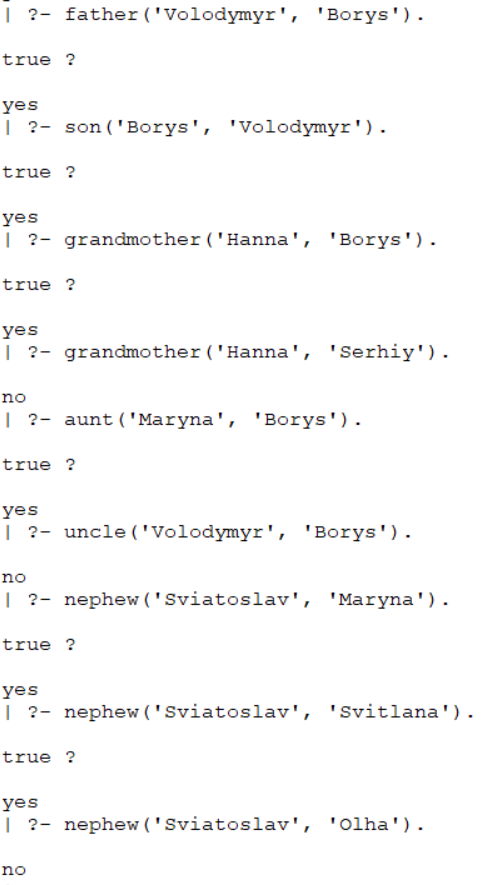 | ?- father('Volodymyr', 'Borys').
true ?
yes
| ?- son('Borys', 'Volodymyr').
true ?
yes
| ?- grandmother('Hanna', 'Borys').
true ?
yes
| ?- grandmother('Hanna', 'Serhiy').
no
| ?- aunt('Maryna', 'Borys').
true ?
yes
| ?- uncle('Volodymyr', 'Borys').
no
| ?- nephew('Sviatoslav', 'Maryna').
true ?
yes
| ?- nephew('Sviatoslav', 'Svitlana').
true ?
yes
| ?- nephew('Sviatoslav', 'Olha').
no